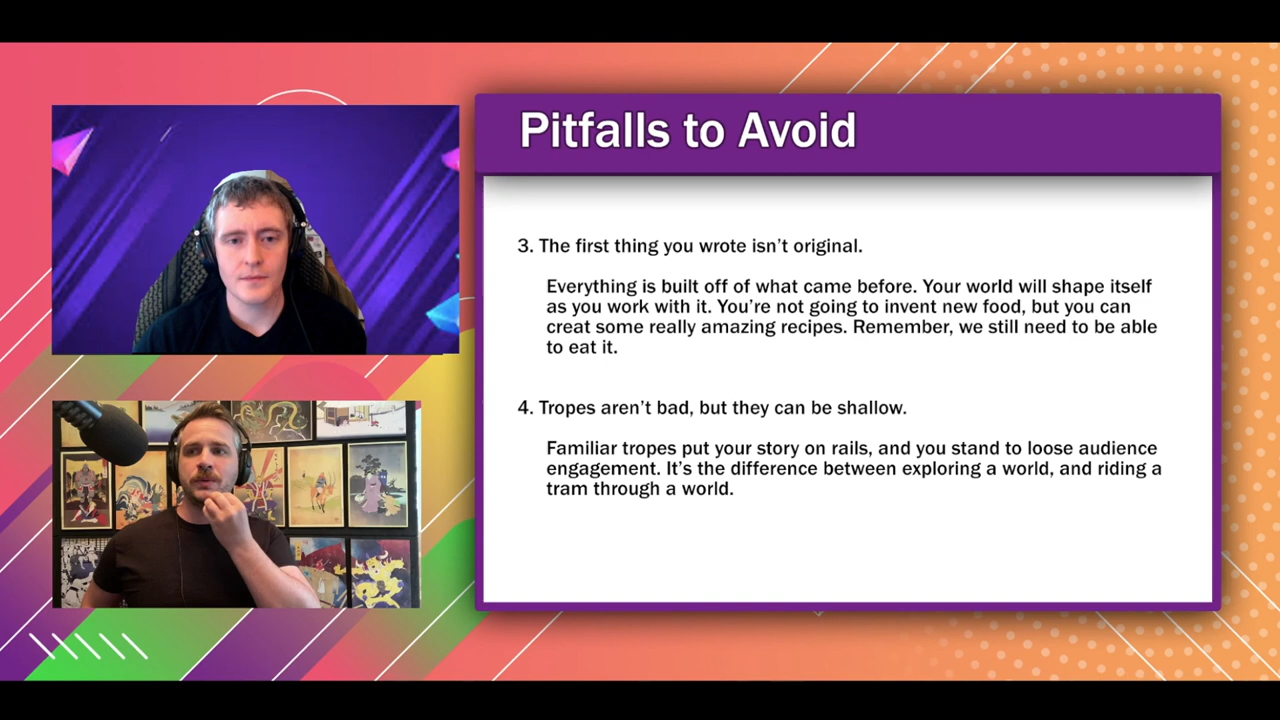 Pitfalls to Avoid
3. The first thing you wrote isn’t original.
Everything is built off of what came before. Your world will shape itself
as you work with it. You’re not going to invent new food, but you can
creat some really amazing recipes. Remember, we still need to be able
to eat it.
4. Tropes aren’t bad, but they can be shallow.
Familiar tropes put your story on rails, and you stand to loose audience
engagement. It’s the difference between exploring a world, and riding a
tram through a world.